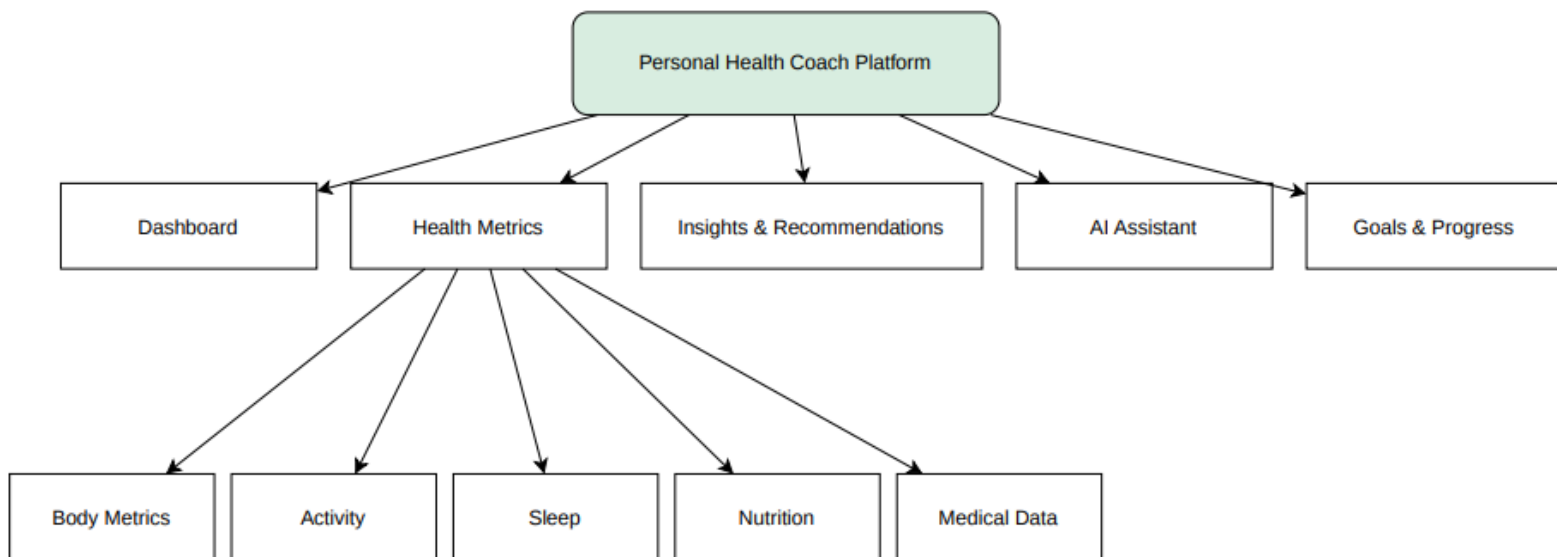 Personal Health Coach Platform
Dashboard
Health Metrics
Insights & Recommendations
AI Assistant
Goals & Progress
Body Metrics
Activity
Sleep
Nutrition
Medical Data